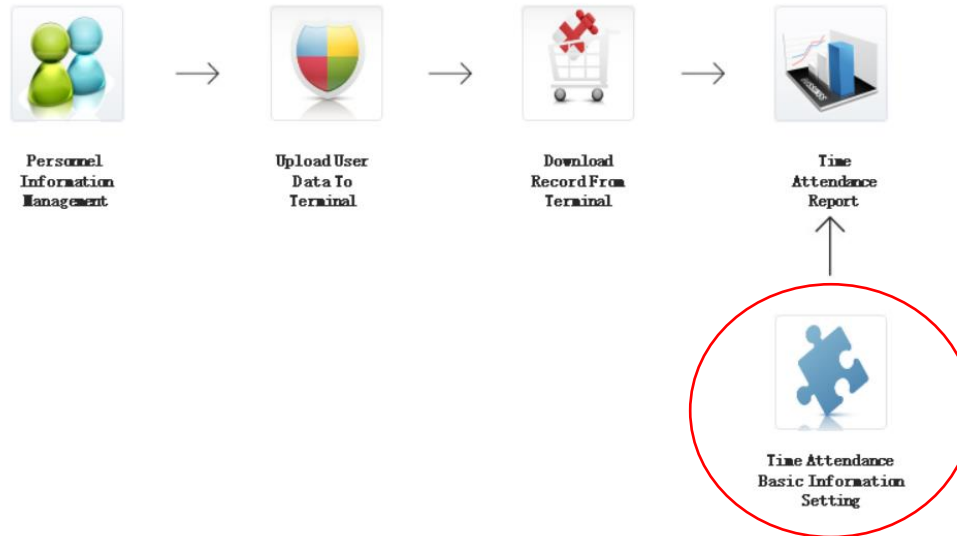 Personnel
Information
Management
Upload User
Data To
Terminal
Download
Record From
Terminal
BUSINESS
Time
Attendance
Report
Time Attendance
Basic Information
Setting